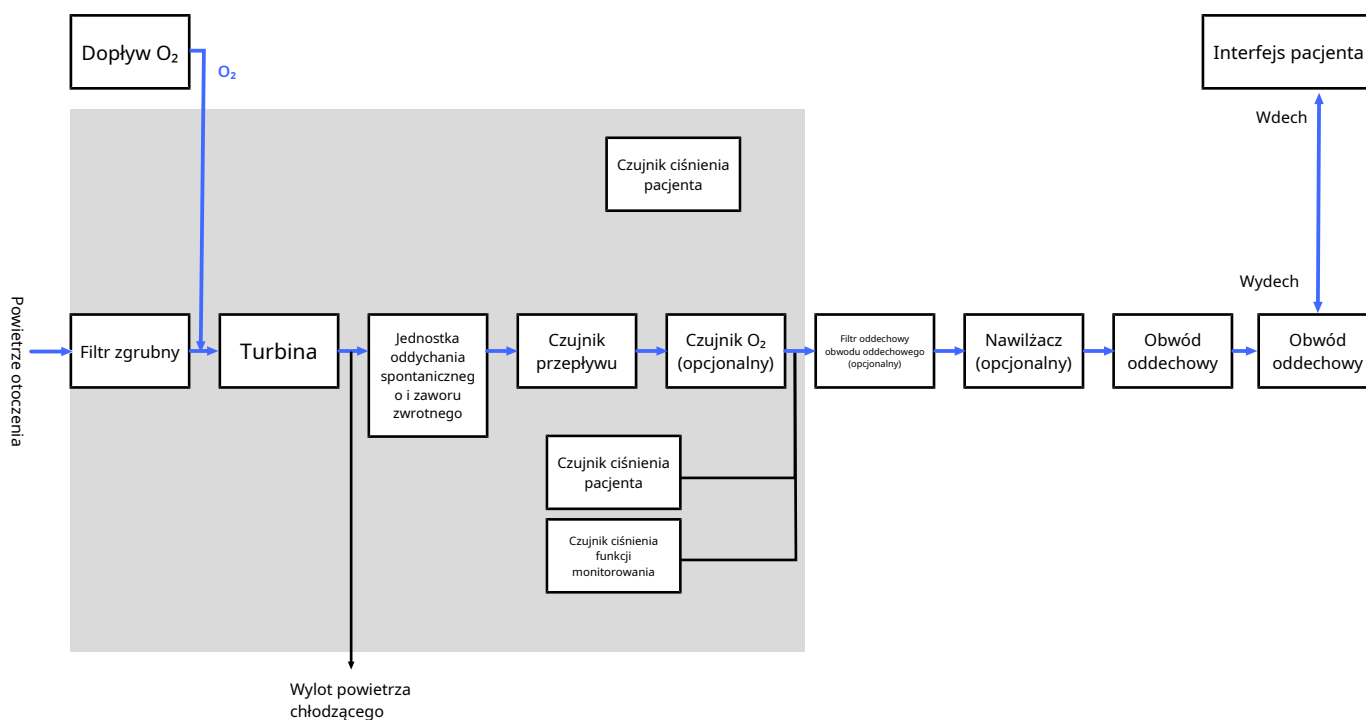 Dopływ O₂
O₂
Interfejs pacjenta
Wdech
Czujnik ciśnienia
pacjenta
Wydech
Powietrze otoczenia
Filtr zgrubny
Turbina
Jednostka
oddychania
spontaniczneg
o i zaworu
zwrotnego
Czujnik
przepływu
Czujnik O₂
(opcjonalny)
Filtr oddechowy
obwodu oddechowego
(opcjonalny)
Nawilżacz
(opcjonalny)
Obwód
oddechowy
Obwód
oddechowy
Czujnik ciśnienia
pacjenta
Czujnik ciśnienia
funkcji
monitorowania
Wylot powietrza
chłodzącego